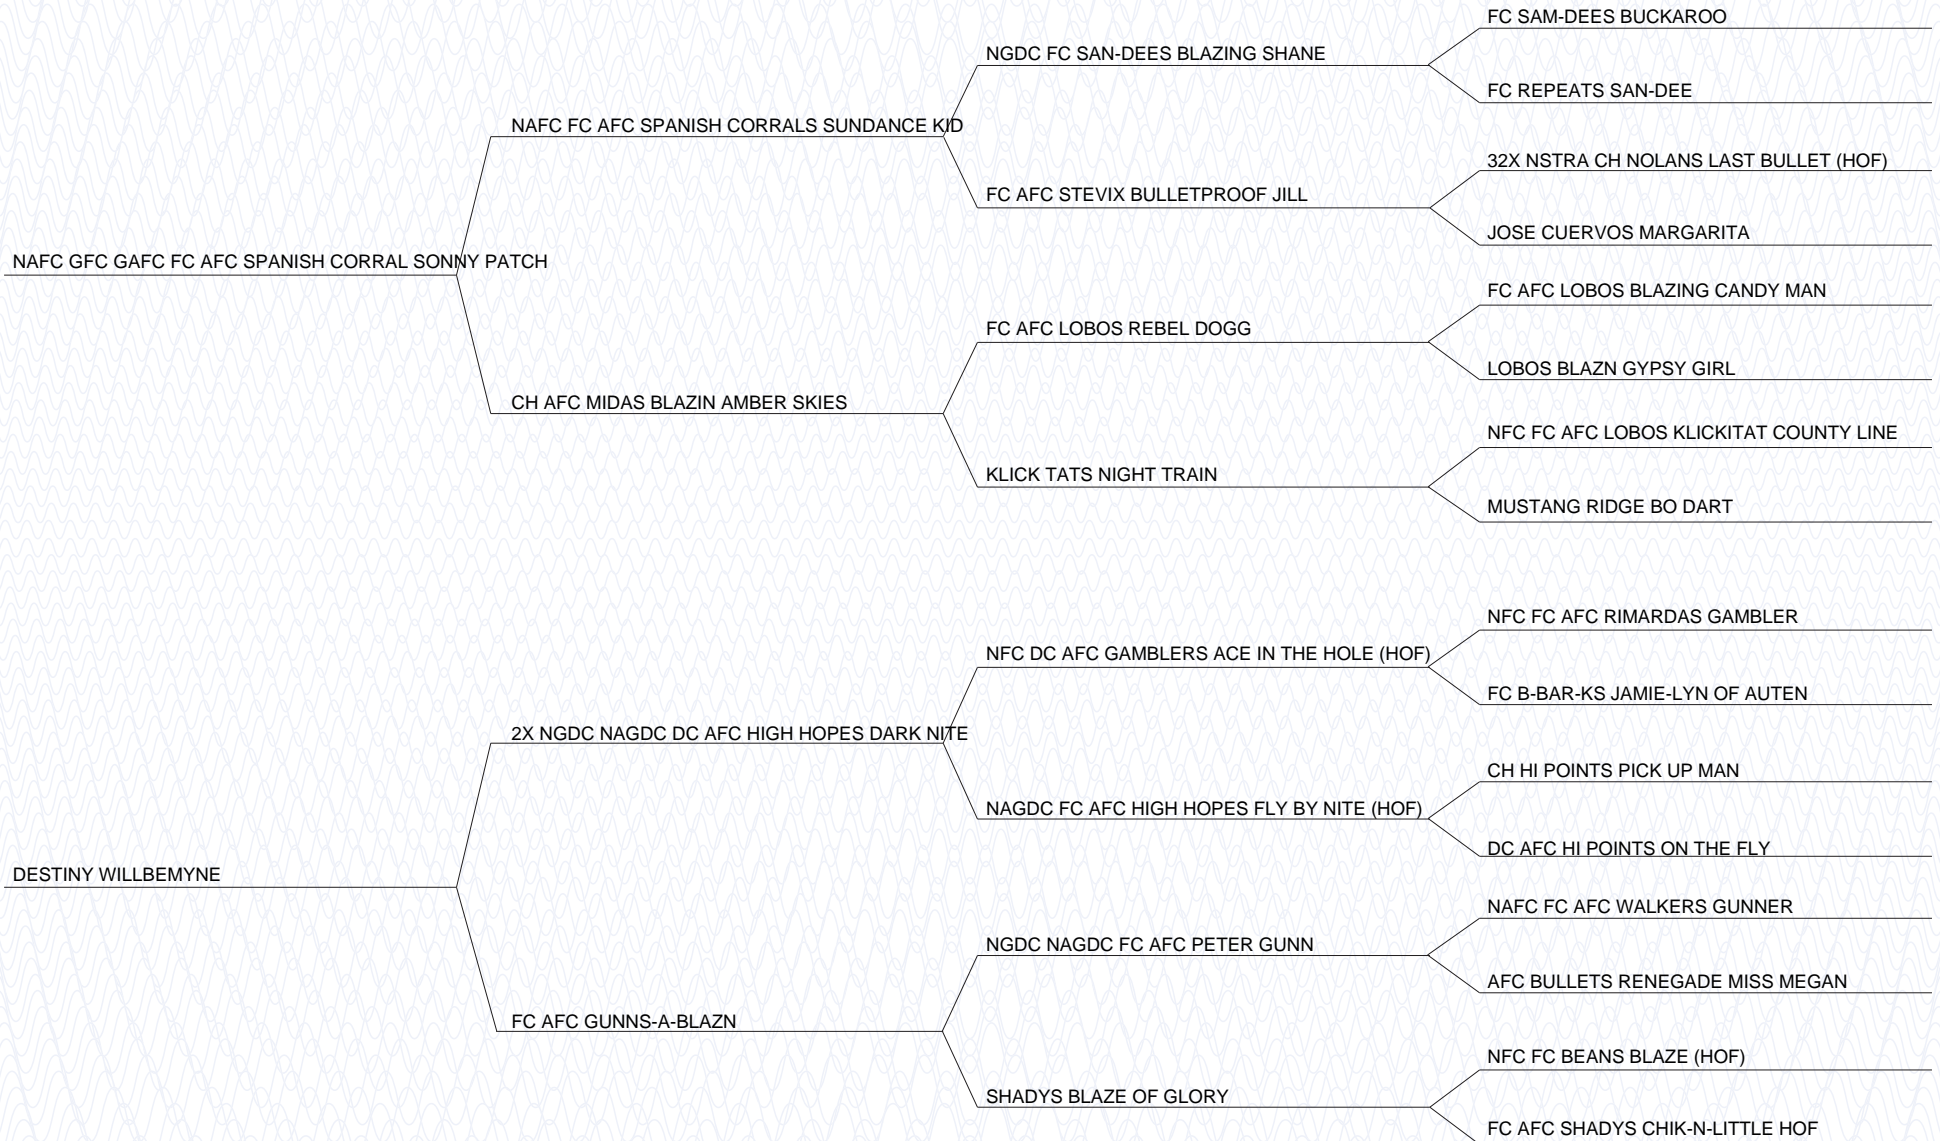 FC SAM-DEES BUCKAROO
NGDC FC SAN-DEES BLAZING SHANE
FC REPEATS SAN-DEE
NAFC FC AFC SPANISH CORRALS SUNDANCE KID
32X NSTRA CH NOLANS LAST BULLET (HOF)
FC AFC STEVIX BULLETPROOF JILL
JOSE CUERVOS MARGARITA
NAFC GFC GAFC FC AFC SPANISH CORRAL SONNY PATCH
FC AFC LOBOS BLAZING CANDY MAN
FC AFC LOBOS REBEL DOGG
LOBOS BLAZN GYPSY GIRL
CH AFC MIDAS BLAZIN AMBER SKIES
NFC FC AFC LOBOS KLICKITAT COUNTY LINE
KLICK TATS NIGHT TRAIN
MUSTANG RIDGE BO DART
NFC FC AFC RIMARDAS GAMBLER
NFC DC AFC GAMBLERS ACE IN THE HOLE (HOF)
FC B-BAR-KS JAMIE-LYN OF AUTEN
2X NGDC NAGDC DC AFC HIGH HOPES DARK NITE
CH HI POINTS PICK UP MAN
NAGDC FC AFC HIGH HOPES FLY BY NITE (HOF)
DC AFC HI POINTS ON THE FLY
DESTINY WILLBEMYNE
NAFC FC AFC WALKERS GUNNER
NGDC NAGDC FC AFC PETER GUNN
AFC BULLETS RENEGADE MISS MEGAN
FC AFC GUNNS-A-BLAZN
NFC FC BEANS BLAZE (HOF)
SHADYS BLAZE OF GLORY
FC AFC SHADYS CHIK-N-LITTLE HOF